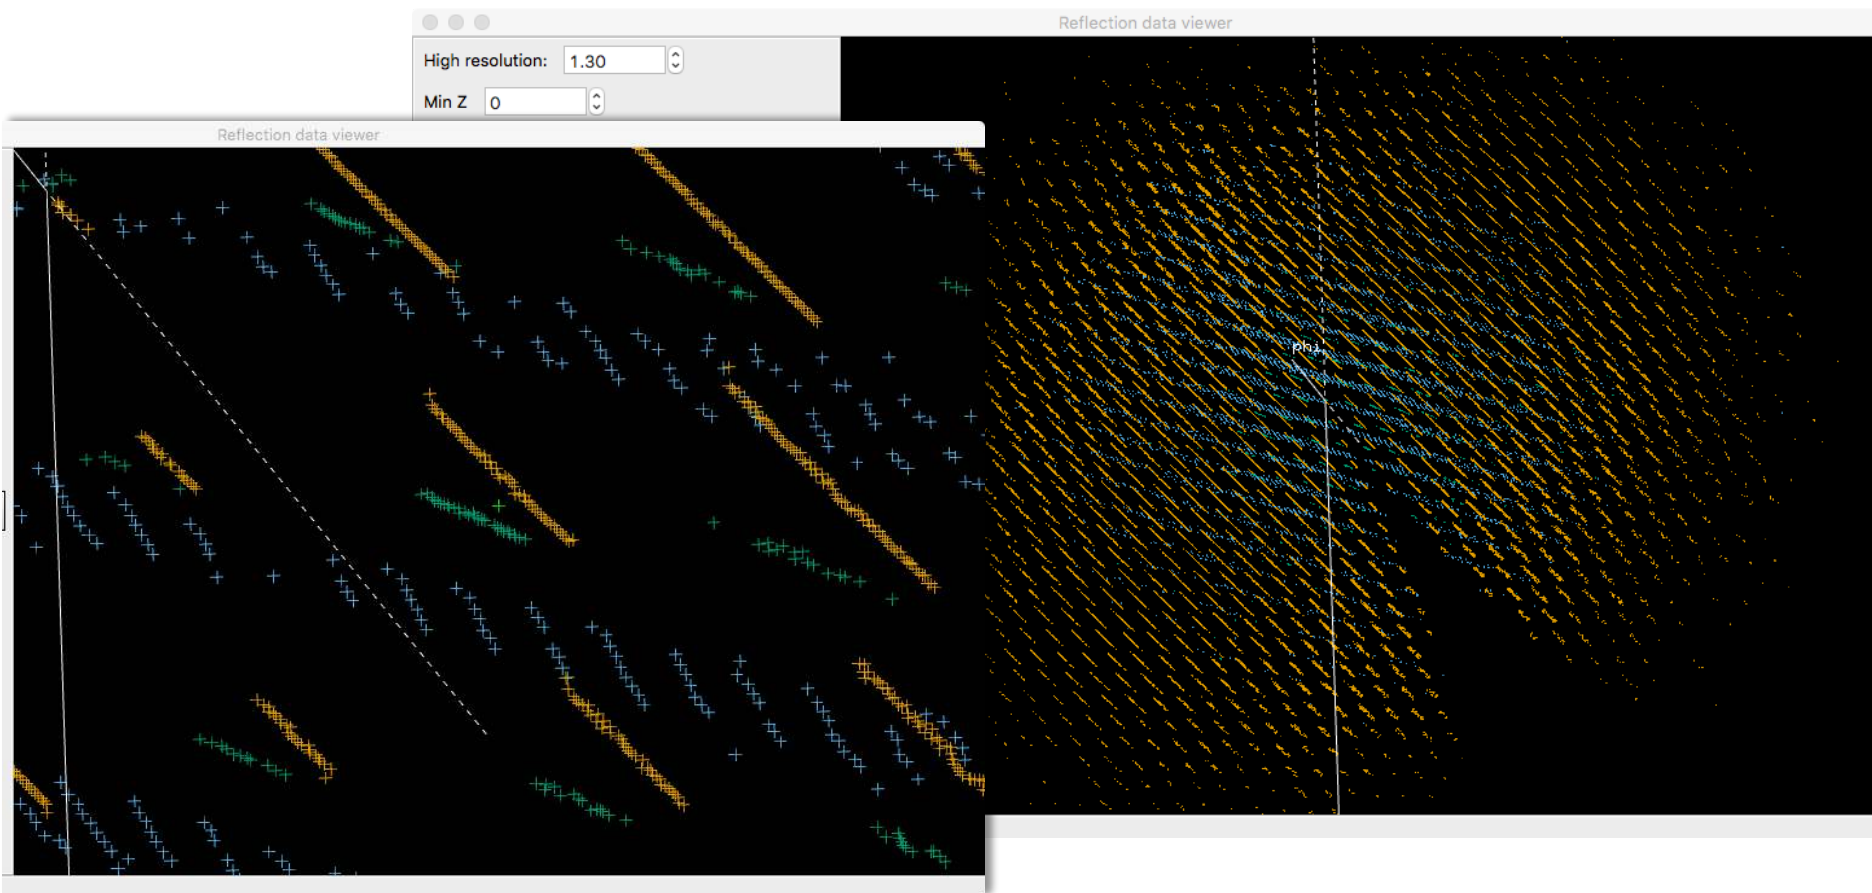 Reflection data viewer
High resolution: 1.30
Min Z 0
Reflection data viewer
phi